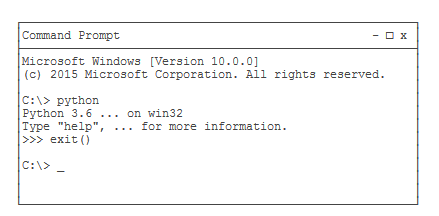 Command Prompt - □ x
Microsoft Windows [Version 10.0.0]
(c) 2015 Microsoft Corporation. All rights reserved.
C:\> python
Python 3.6 ... on win32
Type "help", ... for more information.
>>> exit()
C:\> _